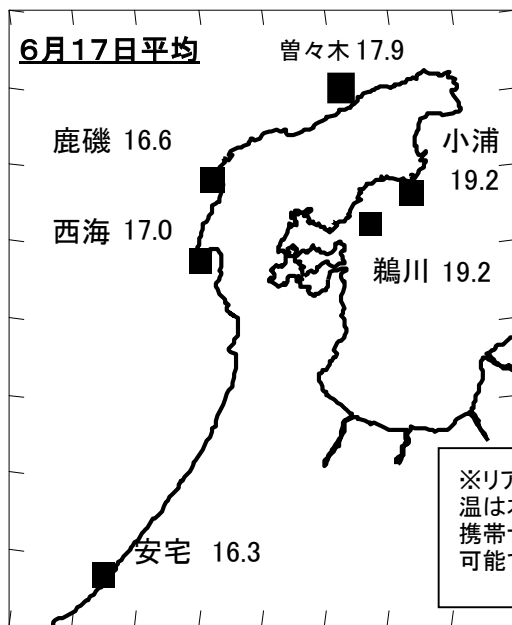 6月17日平均
曽々木 17.9
鹿磯 16.6
小浦
19.2
西海 17.0
鵜川 19.2
安宅 16.3
※リア
温は
携帯
可能